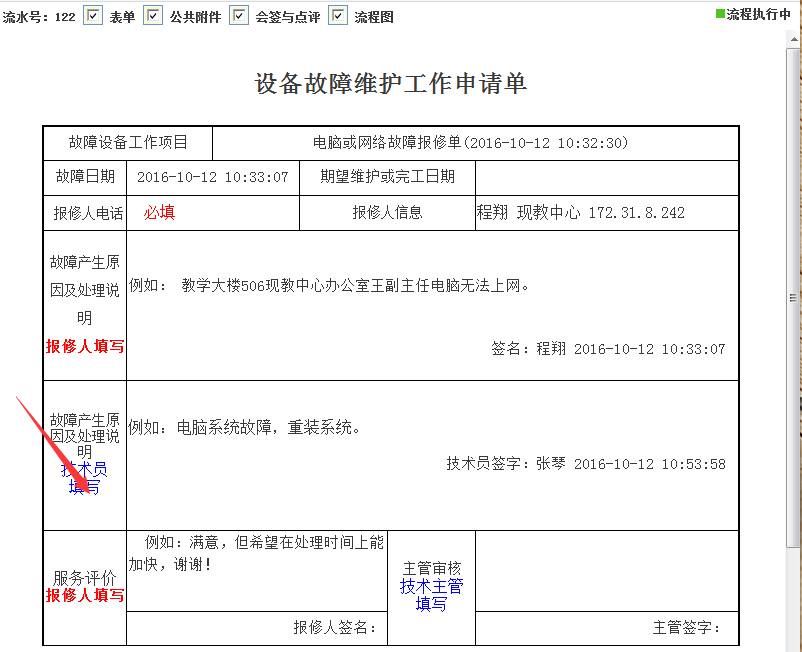 流水号：122 表单 公共附件 会签与点评 流程图 流程执行中
设备故障维护工作申请单
故障设备工作项目 电脑或网络故障报修单(2016-10-12 10:32:30)
故障日期 2016-10-12 10:33:07 期望维护或完工日期
报修人电话 必填 报修人信息 程翔 现教中心 172.31.8.242
故障产生原
因及处理说
明
报修人填写
例如： 教学大楼506现教中心办公室王副主任电脑无法上网。
签名：程翔 2016-10-12 10:33:07
故障产生原
因及处理说
明
技术员
填写
例如：电脑系统故障，重装系统。
技术员签字：张琴 2016-10-12 10:53:58
服务评价
报修人填写
例如：满意，但希望在处理时间上能
加快，谢谢！
报修人签名：
主管审核
技术主管
填写
主管签字：